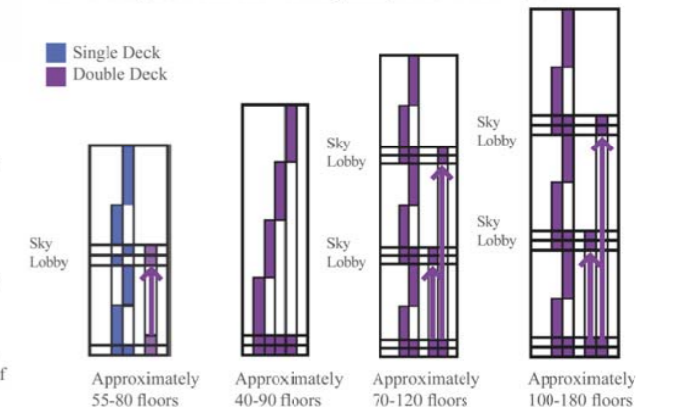 Single Deck
Double Deck
Sky
Lobby
Sky
Lobby
Sky
Lobby
Sky
Lobby
Sky
Lobby
f
Approximately
55-80 floors
Approximately
40-90 floors
Approximately
70-120 floors
Approximately
100-180 floors